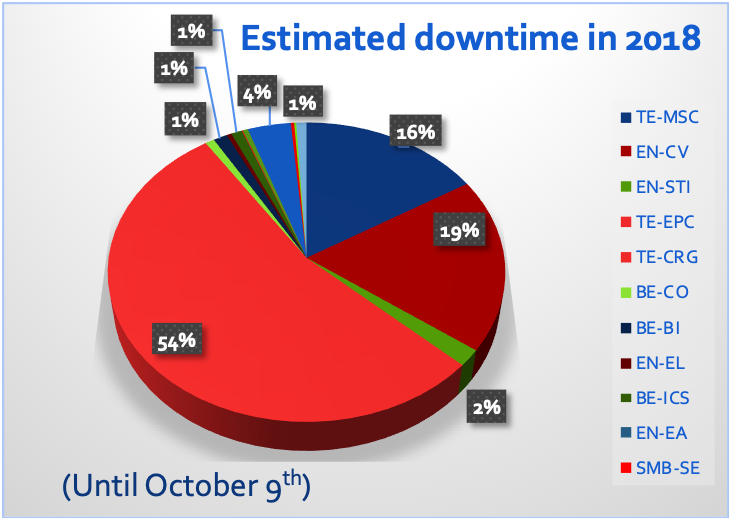 Estimated downtime in 2018
1%
1%
1%
4%
1%
16%
19%
54%
2%
TE-MSC
EN-CV
EN-STI
TE-EPC
TE-CRG
BE-CO
BE-BI
EN-EL
BE-ICS
EN-EA
SMB-SE
(Until October 9th)